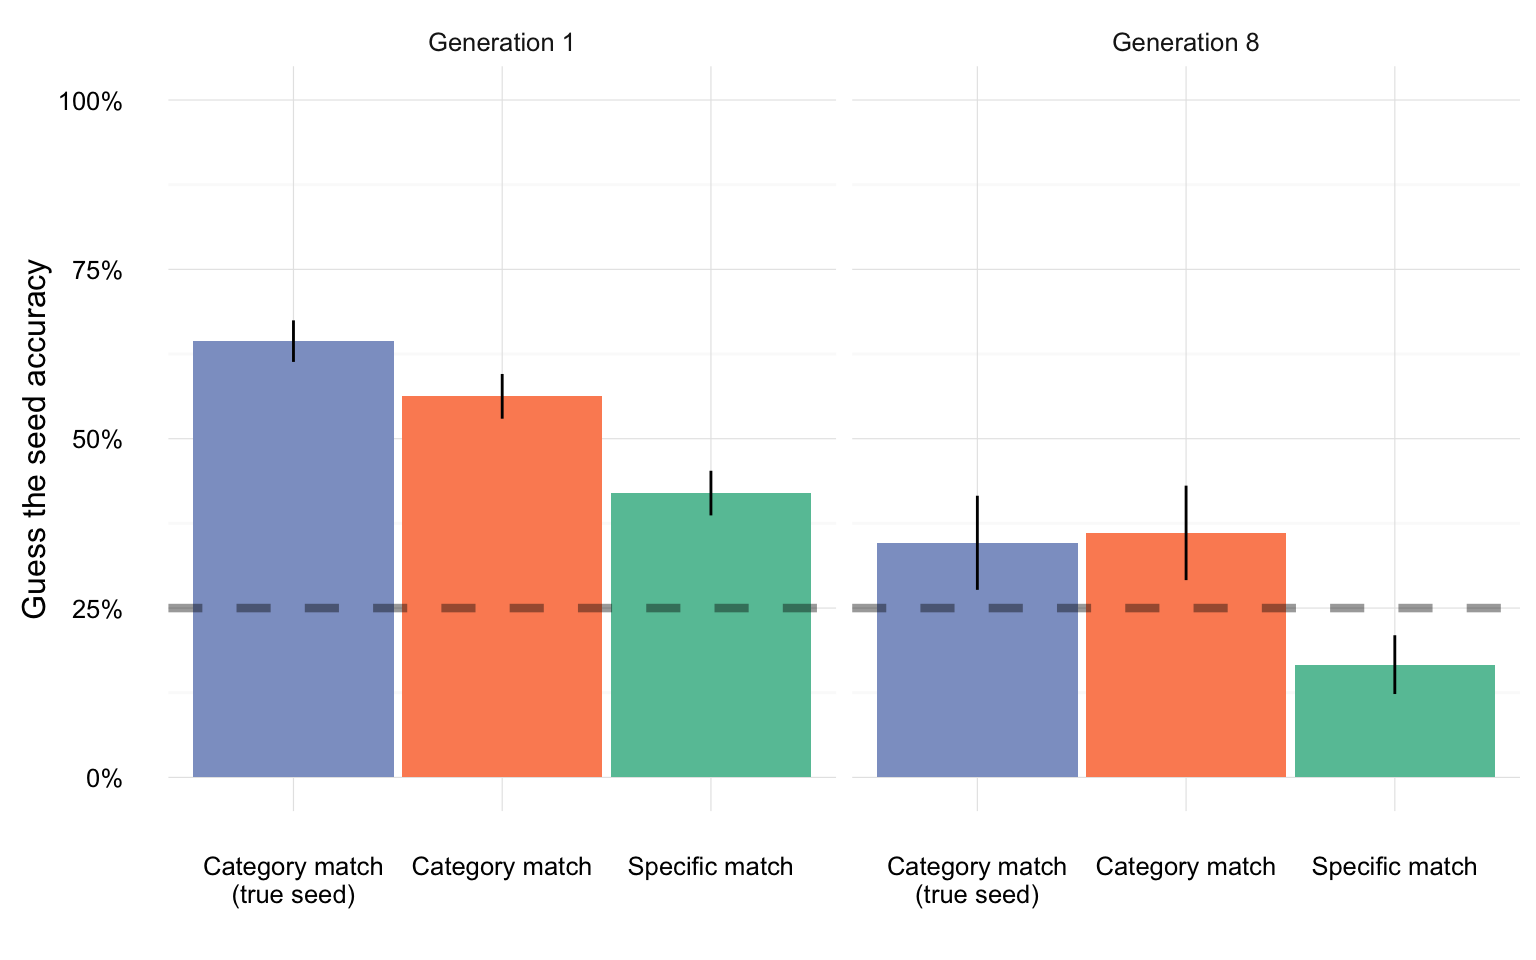 Generation 1
Generation 8
100%
75%
50%
25%
0%
Guess the seed accuracy
Category match
(true seed)
Category match
Specific match
Category match
(true seed)
Category match
Specific match